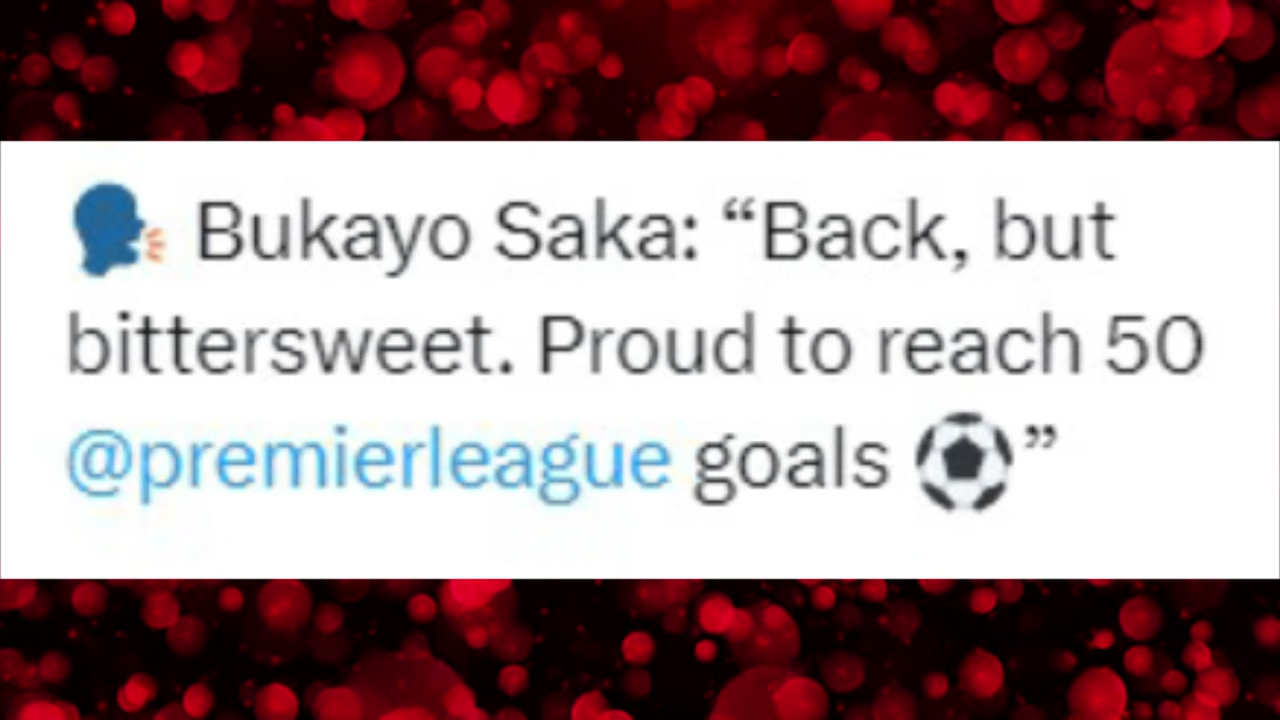 🗣️ Bukayo Saka: “Back, but
bittersweet. Proud to reach 50
@premierleague goals ⚽”